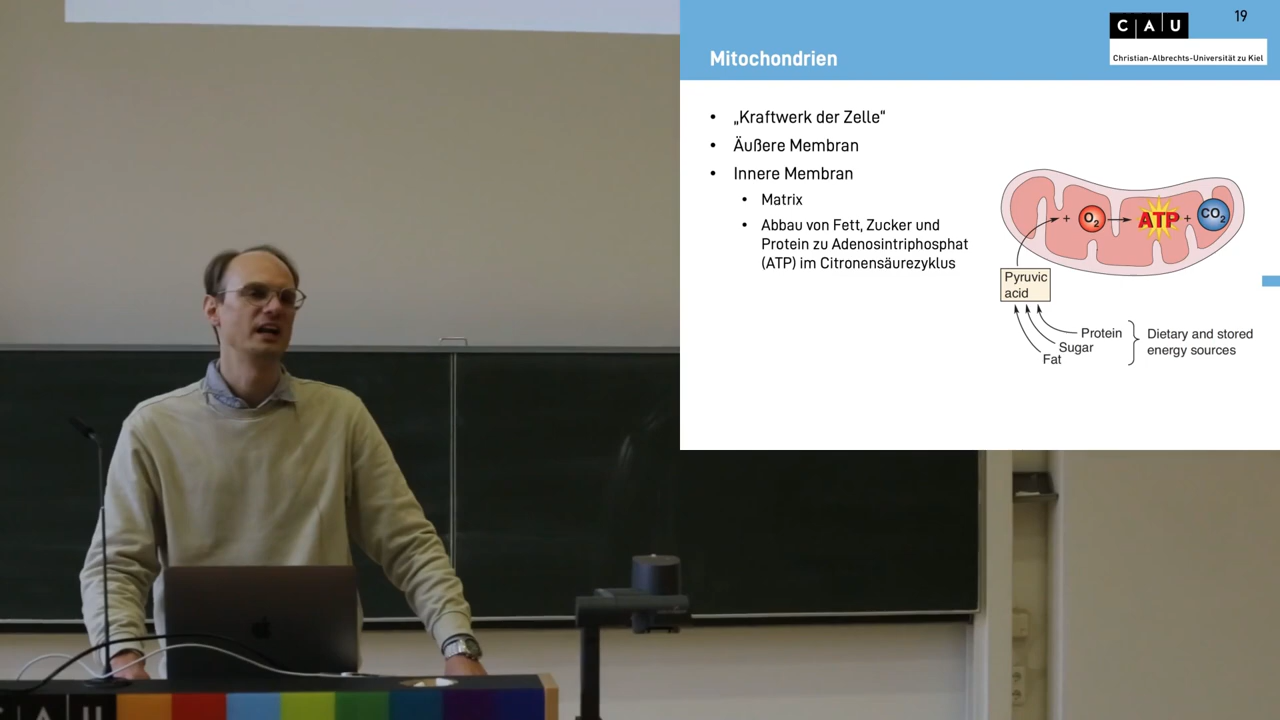 19
C A U
Christian-Albrechts-Universität zu Kiel
Mitochondrien
• „Kraftwerk der Zelle“
• Äußere Membran
• Innere Membran
• Matrix
• Abbau von Fett, Zucker und
Protein zu Adenosintriphosphat
(ATP) im Citronensäurezyklus
+ O2 ATP + CO2
Pyruvic
acid
Protein
Sugar
Fat
Dietary and stored
energy sources
C A U